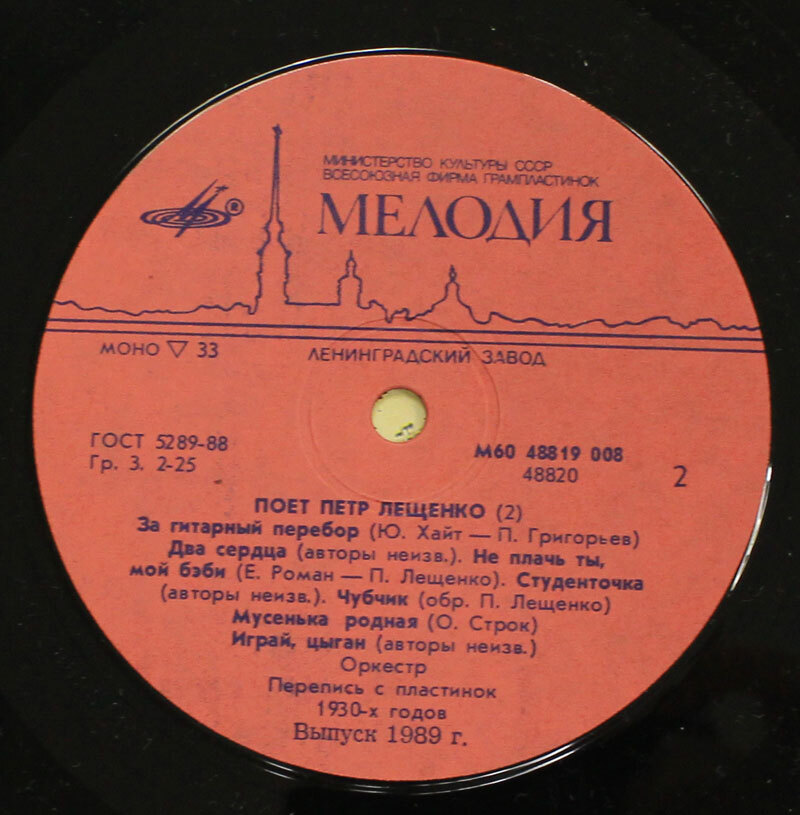 МИНИСТЕРСТВО КУЛЬТУРЫ СССР
ВСЕСОЮЗНАЯ ФИРМА ГРАМПЛАСТИНОК
МЕЛОДИЯ
®
МОНО ▽ 33
ЛЕНИНГРАДСКИЙ ЗАВОД
ГОСТ 5289-88
Гр. 3. 2-25
М60 48819 008
48820
2
ПОЕТ ПЕТР ЛЕЩЕНКО (2)
За гитарный перебор (Ю. Хайт — П. Григорьев)
Два сердца (авторы неизв.). Не плачь ты,
мой бэби (Е. Роман — П. Лещенко). Студенточка
(авторы неизв.). Чубчик (обр. П. Лещенко)
Мусенька родная (О. Строк)
Играй, цыган (авторы неизв.)
Оркестр
Перепись с пластинок
1930-х годов
Выпуск 1989 г.